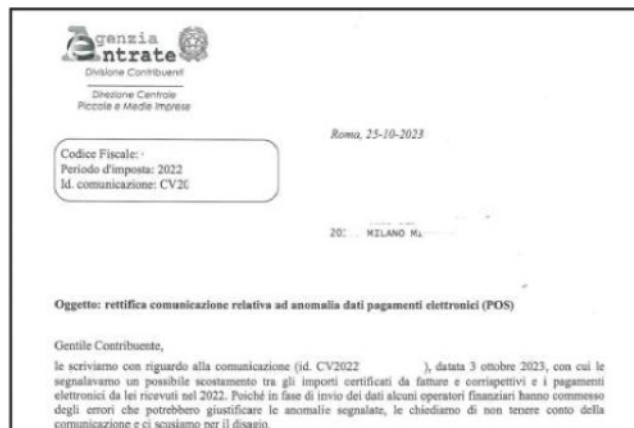 Agenzia
Entrate
Divisione Contribuenti
Direzione Centrale
Piccole e Medie Imprese
Roma, 25-10-2023
Codice Fiscale:
Periodo d'imposta: 2022
Id. comunicazione: CV20
20 MILANO MI
Oggetto: rettifica comunicazione relativa ad anomalia dati pagamenti elettronici (POS)
Gentile Contribuente,
le scriviamo con riguardo alla comunicazione (id. CV2022 ), datata 3 ottobre 2023, con cui le
segnalavamo un possibile scostamento tra gli importi certificati da fatture e corrispettivi e i pagamenti
elettronici da lei ricevuti nel 2022. Poiché in fase di invio dei dati alcuni operatori finanziari hanno commesso
degli errori che potrebbero giustificare le anomalie segnalate, le chiediamo di non tenere conto della
comunicazione e ci scusiamo per il disagio.